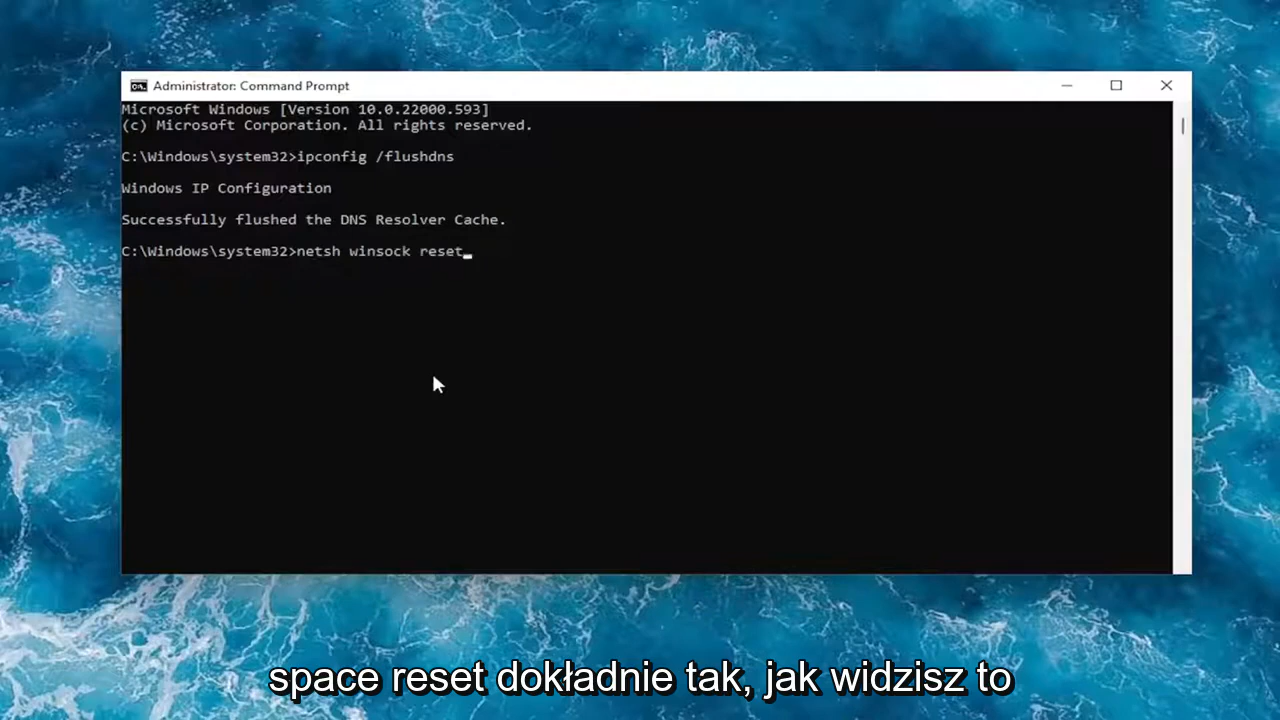 Administrator: Command Prompt
Microsoft Windows [Version 10.0.22000.593]
(c) Microsoft Corporation. All rights reserved.
C:\Windows\system32>ipconfig /flushdns
Windows IP Configuration
Successfully flushed the DNS Resolver Cache.
C:\Windows\system32>netsh winsock reset
space reset dokładnie tak, jak widzisz to